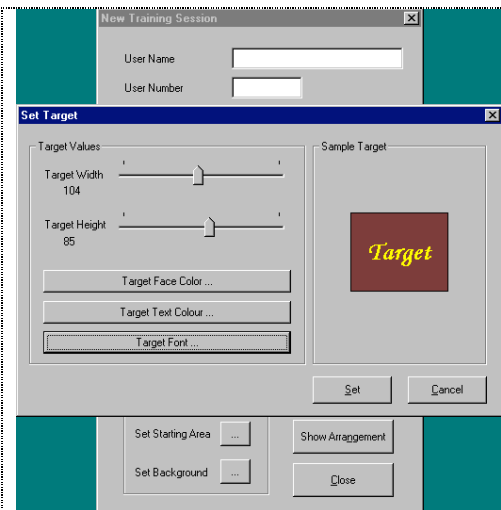 New Training Session
User Name
User Number
Set Target
Target Values
Sample Target
Target Width
104
Target Height
85
Target
Target Face Color ...
Target Text Colour ...
Target Font ...
Set
Cancel
Set Starting Area
...
Show Arrangement
Set Background
...
Close